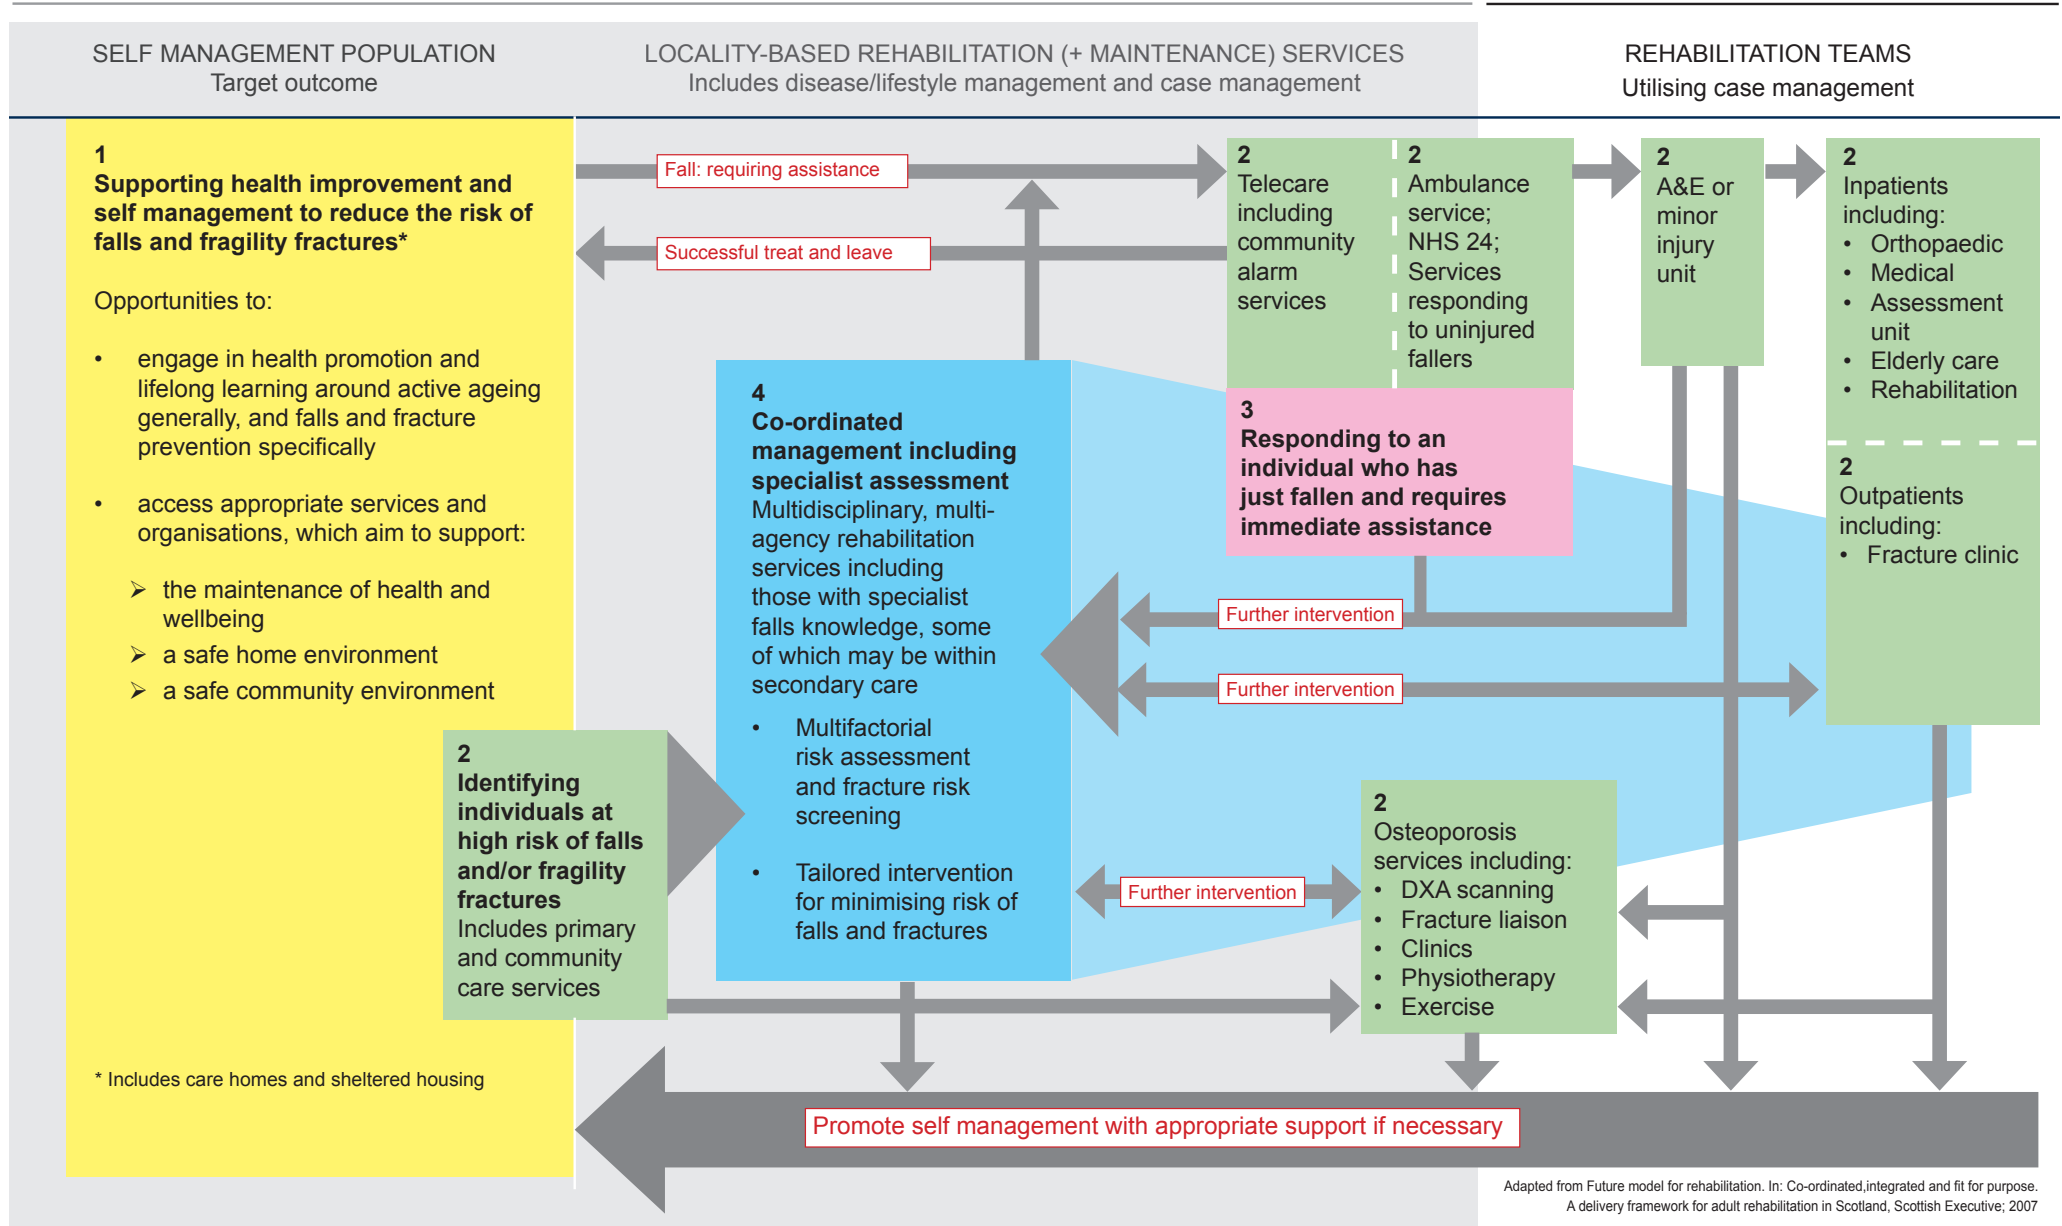 SELF MANAGEMENT POPULATION
Target outcome
LOCALITY-BASED REHABILITATION (+ MAINTENANCE) SERVICES
Includes disease/lifestyle management and case management
REHABILITATION TEAMS
Utilising case management
1
Supporting health improvement and
self management to reduce the risk of
falls and fragility fractures*
Opportunities to:
• engage in health promotion and
lifelong learning around active ageing
generally, and falls and fracture
prevention specifically
• access appropriate services and
organisations, which aim to support:
➢ the maintenance of health and
wellbeing
➢ a safe home environment
➢ a safe community environment
* Includes care homes and sheltered housing
2
Identifying
individuals at
high risk of falls
and/or fragility
fractures
Includes primary
and community
care services
Fall: requiring assistance
Successful treat and leave
4
Co-ordinated
management including
specialist assessment
Multidisciplinary, multi-
agency rehabilitation
services including
those with specialist
falls knowledge, some
of which may be within
secondary care
• Multifactorial
risk assessment
and fracture risk
screening
• Tailored intervention
for minimising risk of
falls and fractures
2
Telecare
including
community
alarm
services
2
Ambulance
service;
NHS 24;
Services
responding
to uninjured
fallers
3
Responding to an
individual who has
just fallen and requires
immediate assistance
Further intervention
Further intervention
Further intervention
2
Osteoporosis
services including:
• DXA scanning
• Fracture liaison
• Clinics
• Physiotherapy
• Exercise
2
A&E or
minor
injury
unit
2
Inpatients
including:
• Orthopaedic
• Medical
• Assessment
unit
• Elderly care
• Rehabilitation
2
Outpatients
including:
• Fracture clinic
Promote self management with appropriate support if necessary
Adapted from Future model for rehabilitation. In: Co-ordinated,integrated and fit for purpose.
A delivery framework for adult rehabilitation in Scotland, Scottish Executive; 2007